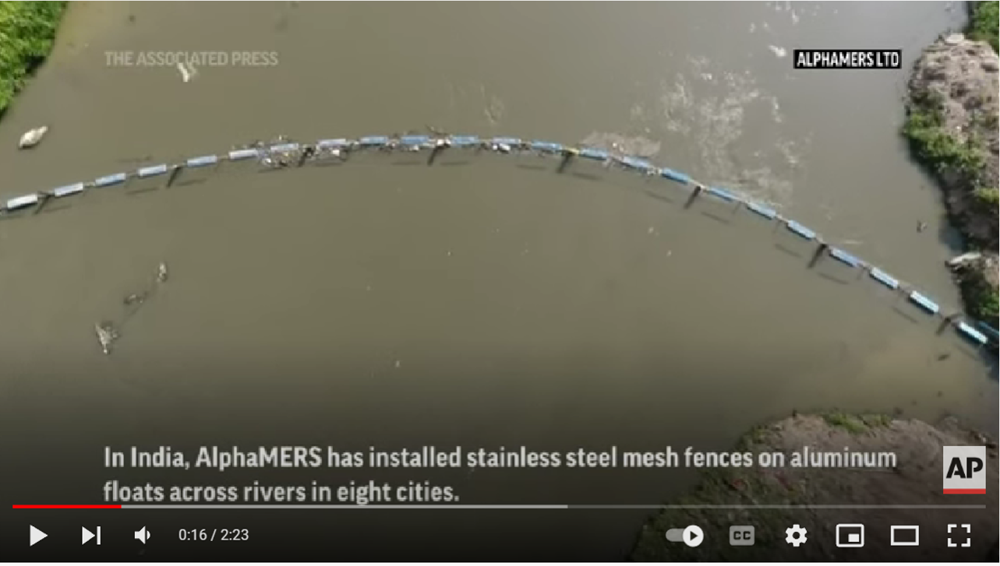 THE ASSOCIATED PRESS
ALPHAMERS LTD
In India, AlphaMERS has installed stainless steel mesh fences on aluminum
floats across rivers in eight cities.
AP
0:16 / 2:23
CC